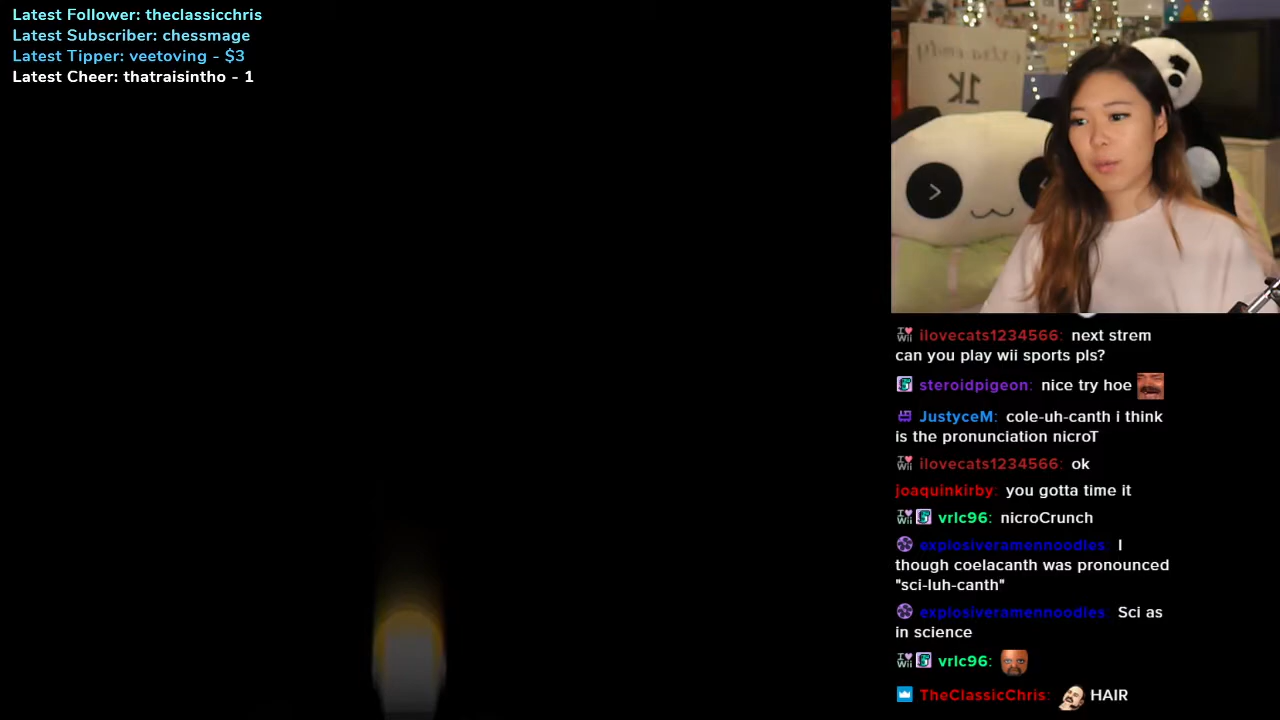 Latest Follower: theclassicchris
Latest Subscriber: chessmage
Latest Tipper: veetoving - $3
Latest Cheer: thatraisintho - 1
extra emily
1K
ilovecats1234566: next strem
can you play wii sports pls?
steroidpigeon: nice try hoe
JustyceM: cole-uh-canth i think
is the pronunciation nicroT
ilovecats1234566: ok
joaquinkirby: you gotta time it
vrlc96: nicroCrunch
explosiveramennoodles: I
though coelacanth was pronounced
"sci-luh-canth"
explosiveramennoodles: Sci as
in science
vrlc96:
TheClassicChris: HAIR